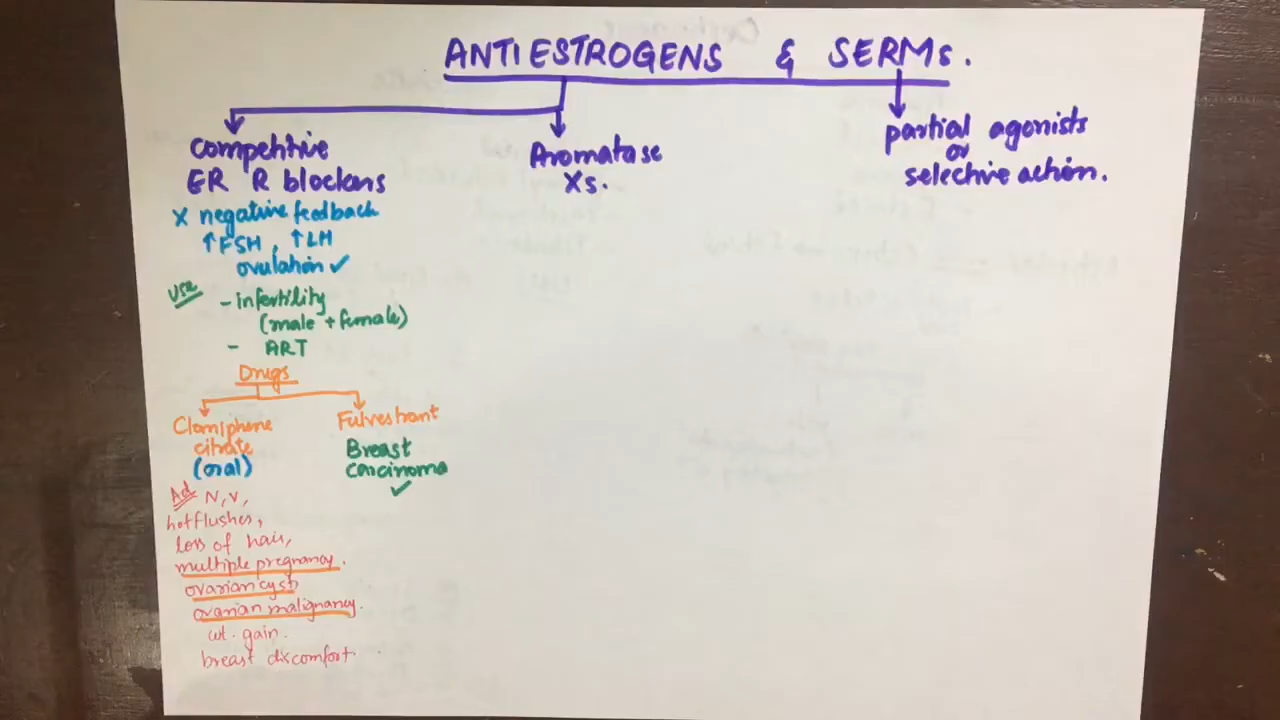 ANTIESTROGENS & SERMs.
Competitive
ER R blockers
X negative feedback
↑FSH, ↑LH
ovulation ✓
Use
- infertility
(male + female)
- ART
Drugs
Clomiphene
citrate
(oral)
Ad N, V,
hot flushes,
loss of hair,
multiple pregnancy.
ovarian cyst
ovarian malignancy.
wt. gain.
breast discomfort.
Fulvestrant
Breast
carcinoma
✓
Aromatase
Xs.
partial agonists
or
selective action.